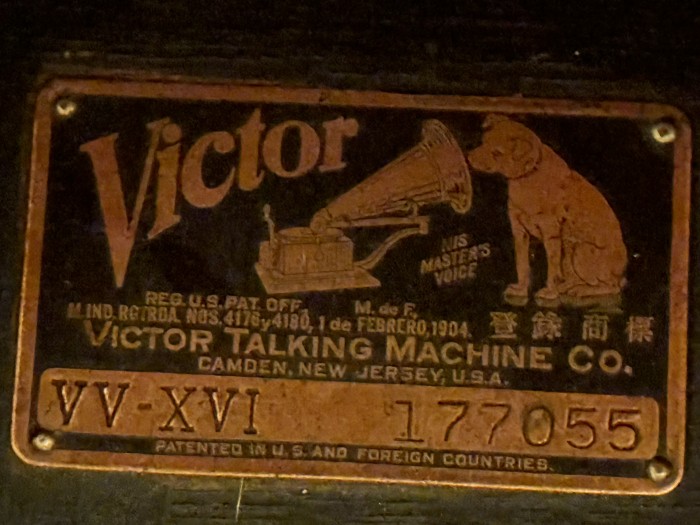 Victor
HIS
MASTER'S
VOICE
REG. U.S. PAT. OFF. M. de F.
M. IND. RGTRDA. NOS. 4178 y 4180, 1 de FEBRERO, 1904. 登錄商標
VICTOR TALKING MACHINE CO.
CAMDEN, NEW JERSEY, U.S.A.
VV-XVI 177055
PATENTED IN U.S. AND FOREIGN COUNTRIES.